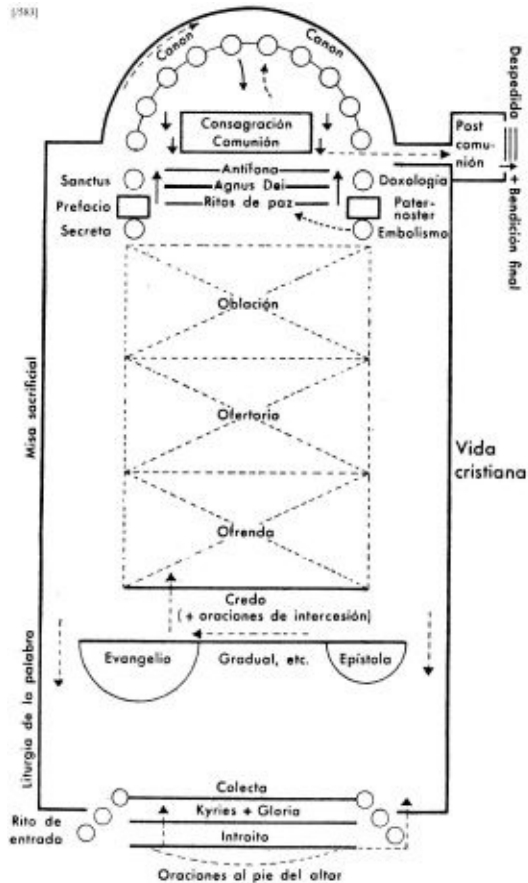 [/583]
Canon
Canon
Despedida
+ Bendición final
Consagración
Comunión
Post
comu-
nión
Antífona
Agnus Dei
Ritos de paz
Sanctus
Prefacio
Secreta
Doxología
Pater-
noster
Embolismo
Oblación
Ofertorio
Ofrenda
Misa sacrificial
Vida
cristiana
Credo
(+ oraciones de intercesión)
Evangelio
Gradual, etc.
Epístola
Liturgia de la palabra
Colecta
Kyries + Gloria
Introito
Rito de
entrada
Oraciones al pie del altar